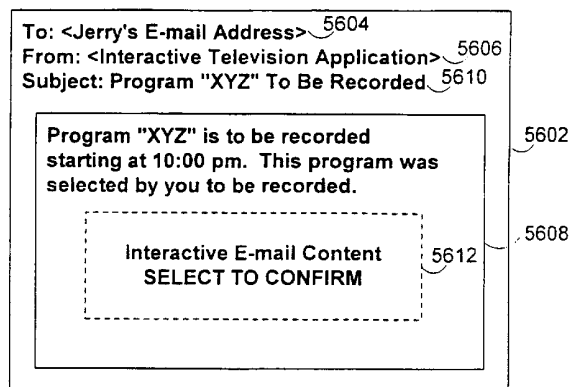 To: <Jerry's E-mail Address> 5604
From: <Interactive Television Application> 5606
Subject: Program "XYZ" To Be Recorded 5610
Program "XYZ" is to be recorded
starting at 10:00 pm. This program was
selected by you to be recorded.
5602
5608
Interactive E-mail Content
SELECT TO CONFIRM
5612